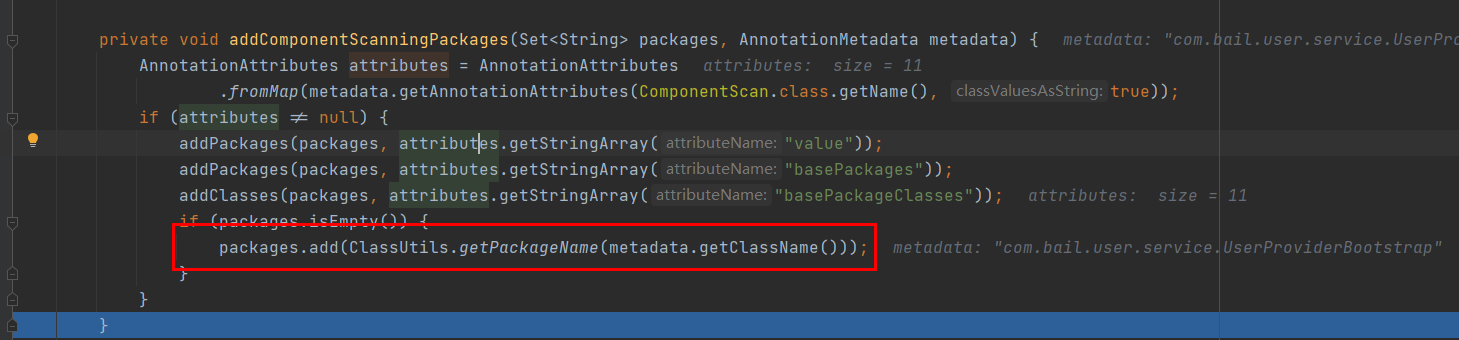 private void addComponentScanningPackages(Set<String> packages, AnnotationMetadata metadata) {   metadata: "com.bail.user.service.UserPro
AnnotationAttributes attributes = AnnotationAttributes   attributes:  size = 11
.fromMap(metadata.getAnnotationAttributes(ComponentScan.class.getName(), classValuesAsString: true));
if (attributes ≠ null) {
addPackages(packages, attributes.getStringArray( attributeName: "value"));
addPackages(packages, attributes.getStringArray( attributeName: "basePackages"));
addClasses(packages, attributes.getStringArray( attributeName: "basePackageClasses"));   attributes:  size = 11
if (packages.isEmpty()) {
packages.add(ClassUtils.getPackageName(metadata.getClassName()));   metadata: "com.bail.user.service.UserProviderBootstrap"
}
}
}